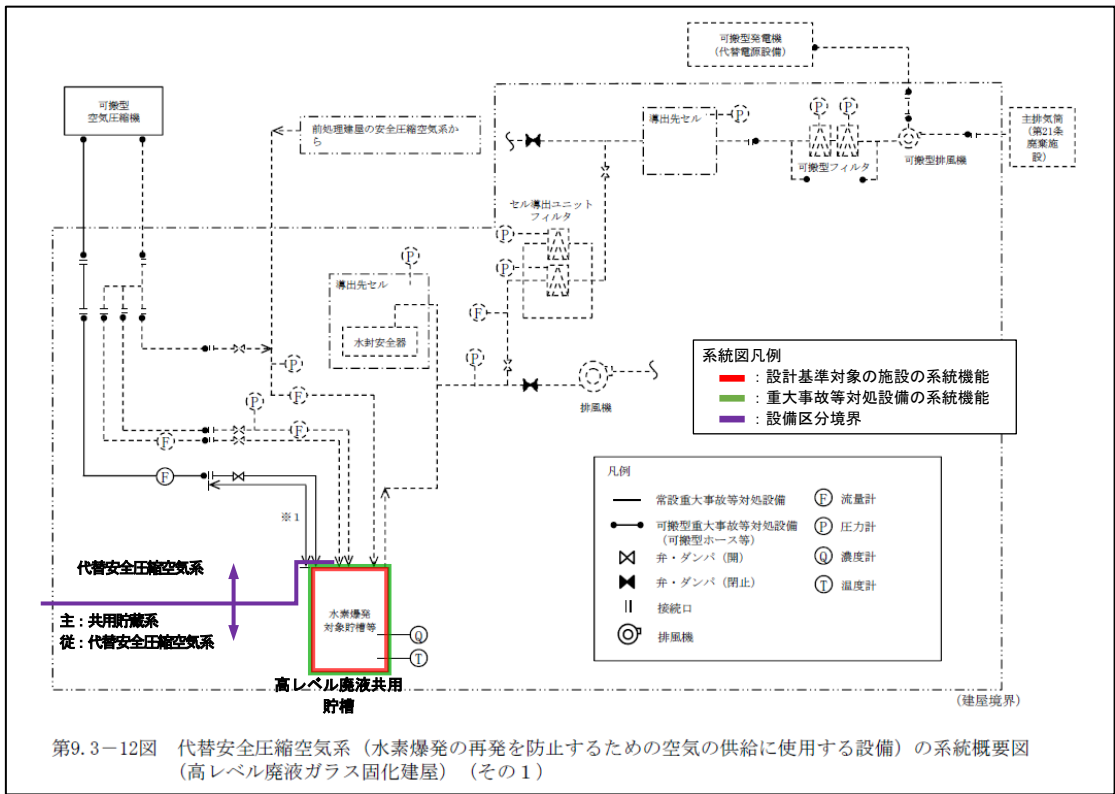 可搬型発電機
(代替電源設備)
可搬型
空気圧縮機
前処理建屋の安全圧縮空気系か
ら
導出先セル
P
P
P
主排気筒
(第21条
廃棄施
設)
可搬型排風機
可搬型フィルタ
セル導出ユニット
フィルタ
P
P
P
導出先セル
水封安全器
F
P
排風機
P
F
P
F
F
F
※1
系統図凡例
:設計基準対象の施設の系統機能
:重大事故等対処設備の系統機能
:設備区分境界
凡例
常設重大事故等対処設備
可搬型重大事故等対処設備
(可搬型ホース等)
弁・ダンパ(開)
弁・ダンパ(閉止)
接続口
排風機
F 流量計
P 圧力計
Q 濃度計
T 温度計
代替安全圧縮空気系
主:共用貯蔵系
従:代替安全圧縮空気系
水素爆発
対象貯槽等
Q
T
高レベル廃液共用
貯槽
(建屋境界)
第9.3-12図 代替安全圧縮空気系(水素爆発の再発を防止するための空気の供給に使用する設備)の系統概要図
(高レベル廃液ガラス固化建屋)(その1)